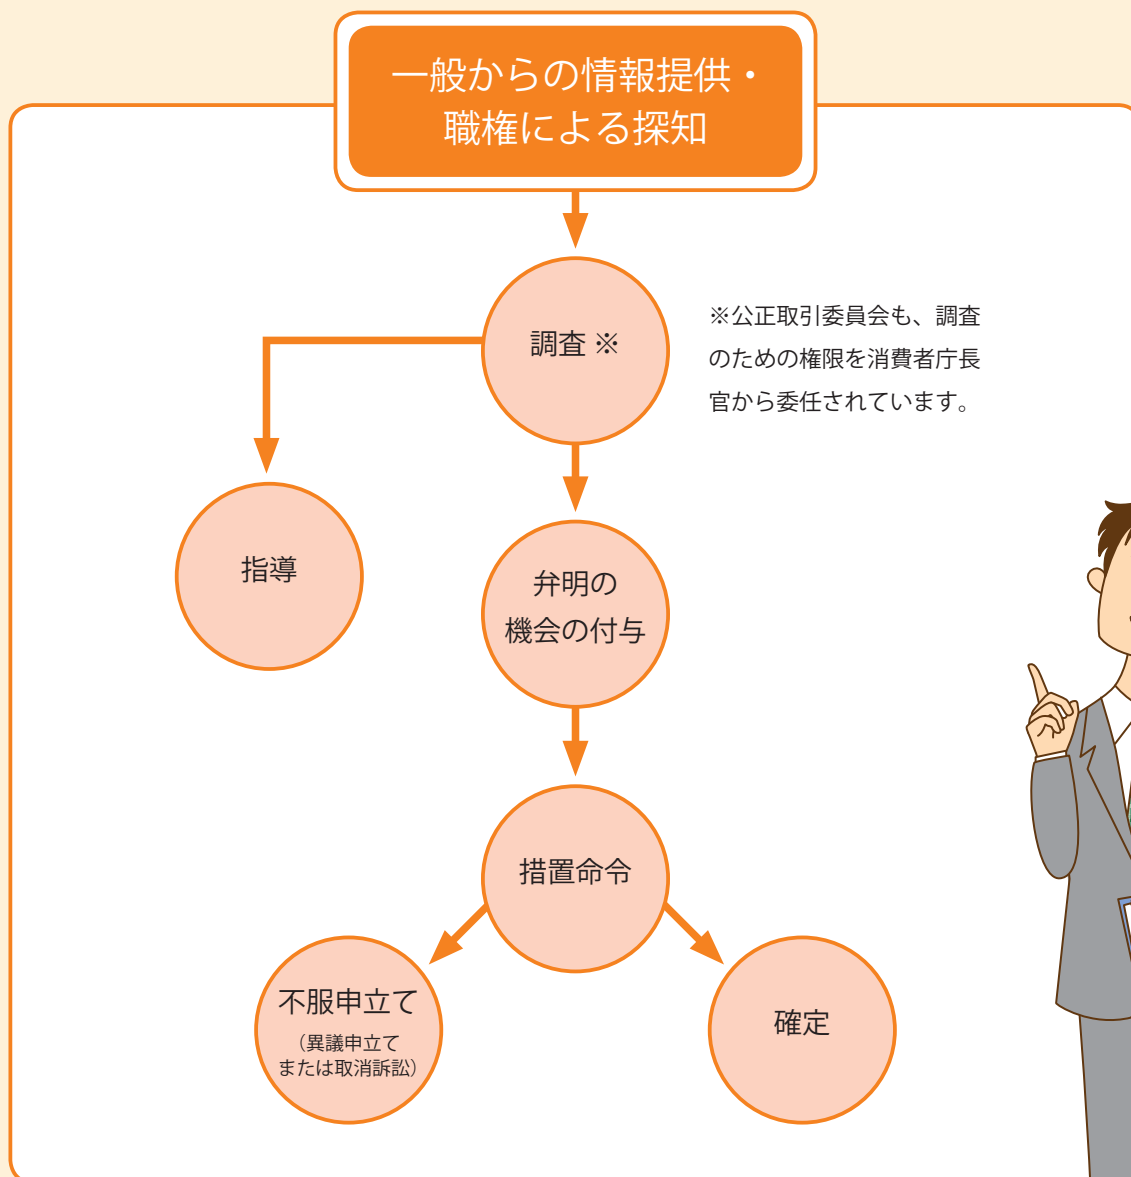 一般からの情報提供・
職権による探知
調査 ※
※公正取引委員会も、調査
のための権限を消費者庁長
官から委任されています。
指導
弁明の
機会の付与
措置命令
不服申立て
（異議申立て
または取消訴訟）
確定